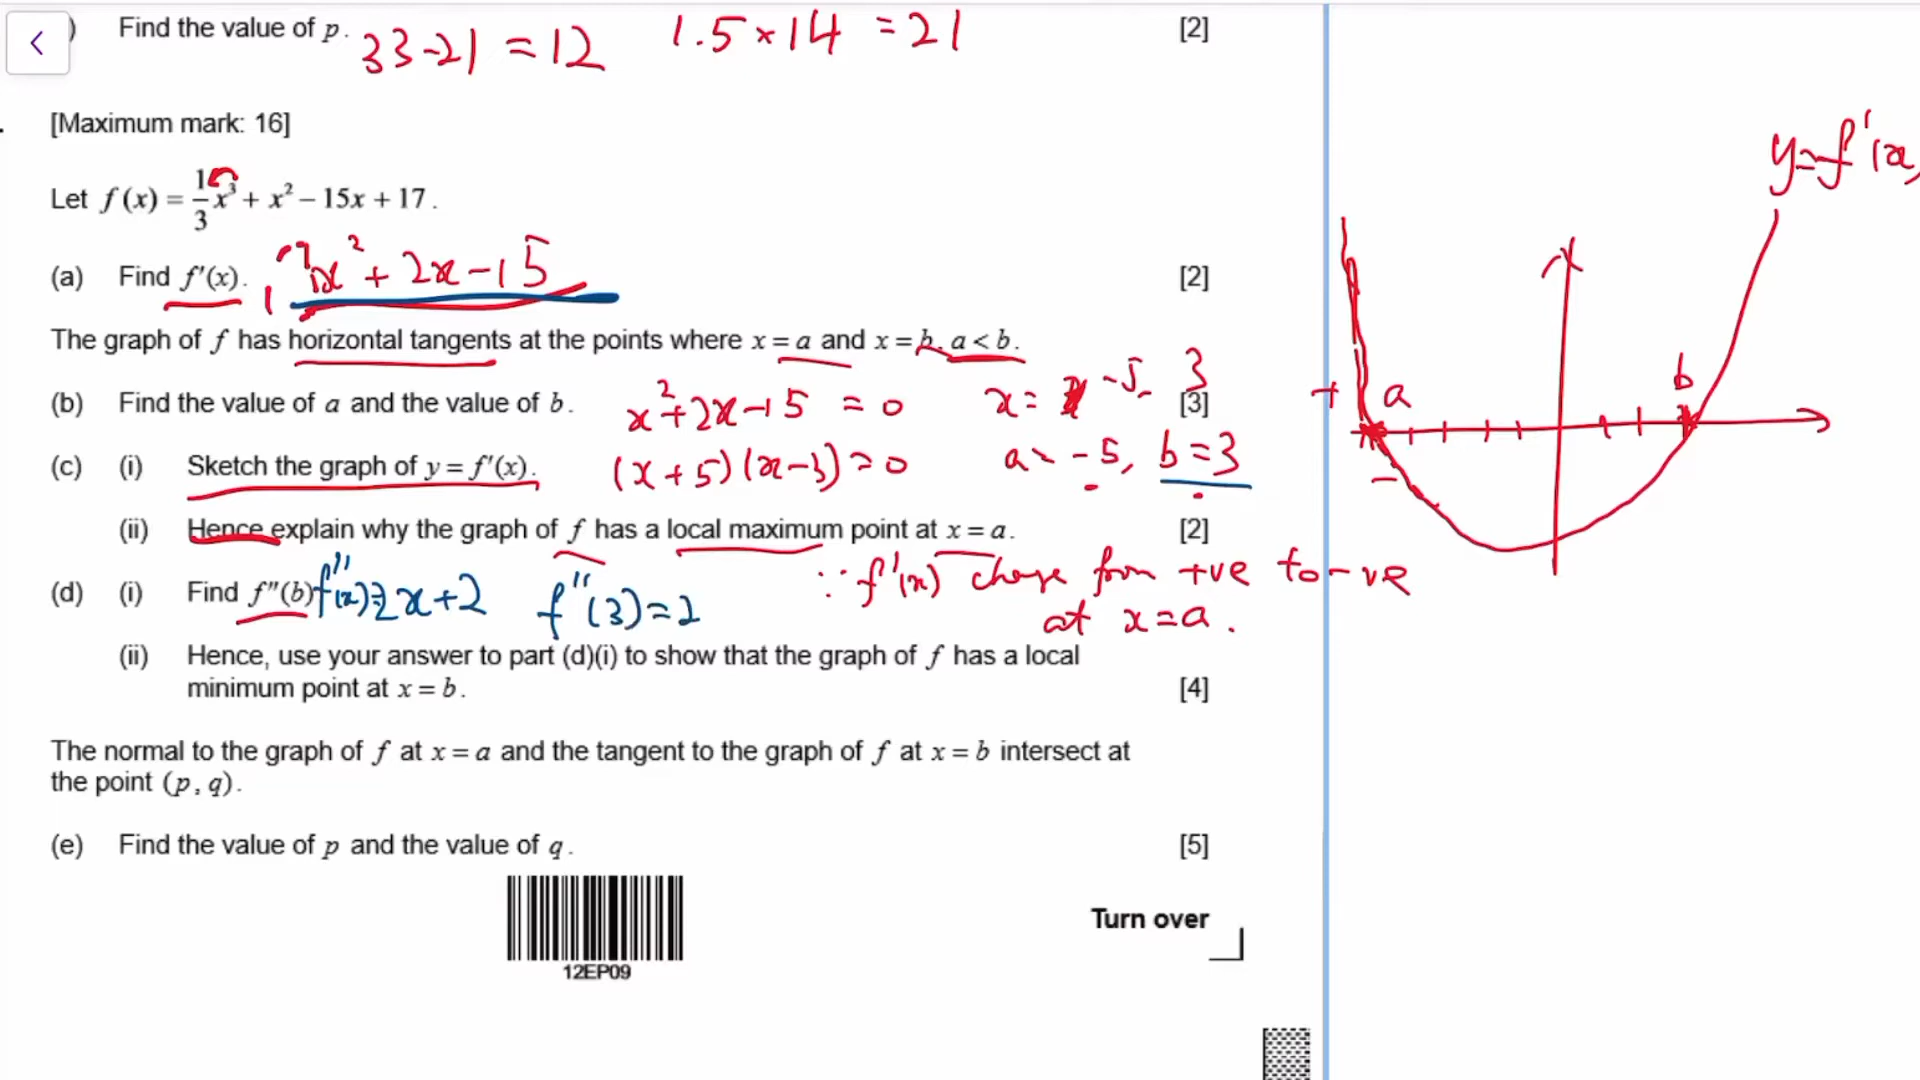 ) Find the value of p. 33-21 = 12 1.5 × 14 = 21 [2]
. [Maximum mark: 16]
y=f'(x)
Let f(x) = 1/3 x³ + x² − 15x + 17.
(a) Find f′(x). x² + 2x − 15 [2]
The graph of f has horizontal tangents at the points where x = a and x = b, a < b.
(b) Find the value of a and the value of b. x² + 2x − 15 = 0 x = -5, 3 [3]
+ a b
(c) (i) Sketch the graph of y = f′(x). (x+5)(x−3) = 0 a = -5, b = 3
−
(ii) Hence explain why the graph of f has a local maximum point at x = a. [2]
∵ f'(x) change from +ve to -ve
at x = a.
(d) (i) Find f″(b) f''(x) = 2x + 2 f''(3) = 2
(ii) Hence, use your answer to part (d)(i) to show that the graph of f has a local
minimum point at x = b. [4]
The normal to the graph of f at x = a and the tangent to the graph of f at x = b intersect at
the point (p, q).
(e) Find the value of p and the value of q. [5]
12EP09
Turn over